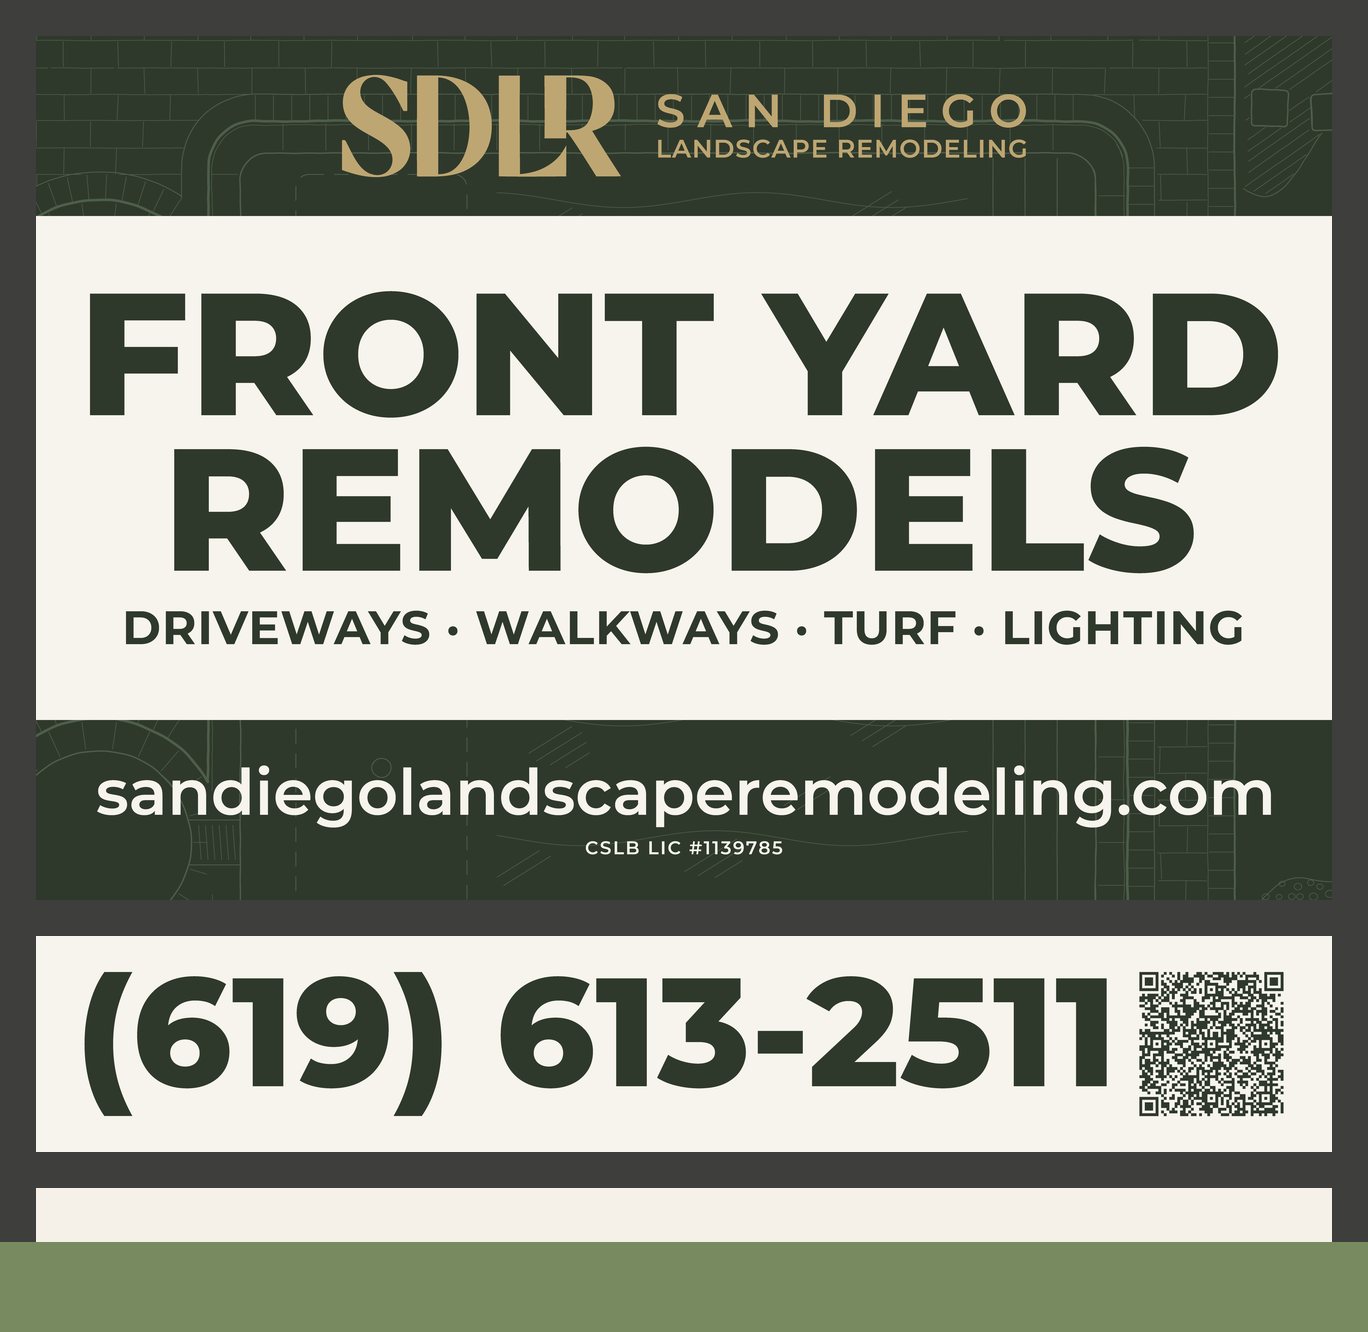 SDLR
SAN DIEGO
LANDSCAPE REMODELING
FRONT YARD
REMODELS
DRIVEWAYS · WALKWAYS · TURF · LIGHTING
sandiegolandscaperemodeling.com
CSLB LIC #1139785
(619) 613-2511